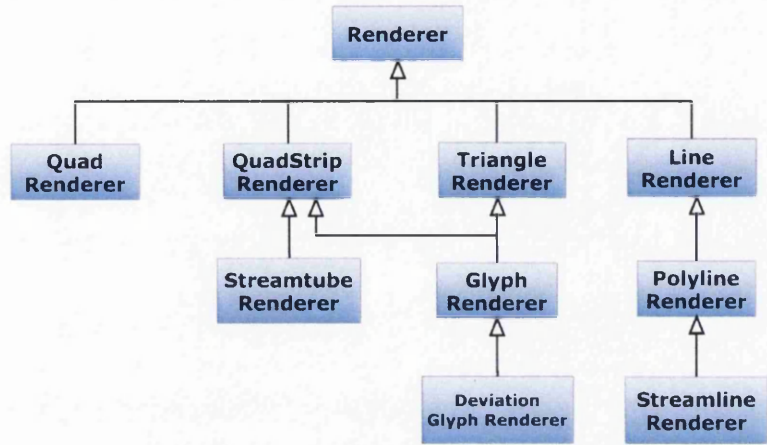 Renderer
Quad
Renderer
QuadStrip
Renderer
Triangle
Renderer
Line
Renderer
Streamtube
Renderer
Glyph
Renderer
Polyline
Renderer
Deviation
Glyph Renderer
Streamline
Renderer